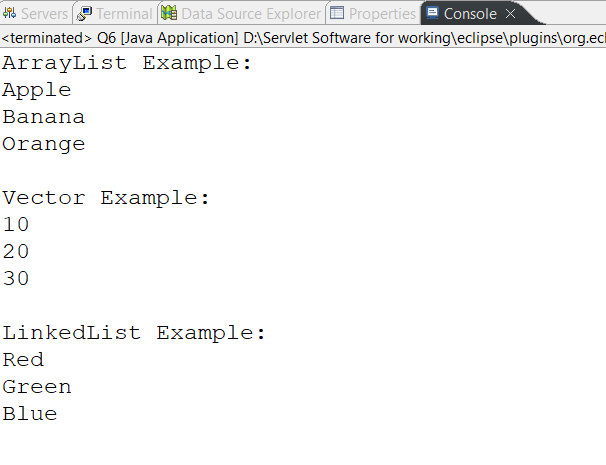 Servers Terminal Data Source Explorer Properties Console
<terminated> Q6 [Java Application] D:\Servlet Software for working\eclipse\plugins\org.ecl
ArrayList Example:
Apple
Banana
Orange
Vector Example:
10
20
30
LinkedList Example:
Red
Green
Blue